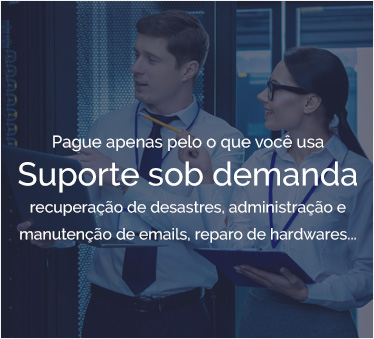 Pague apenas pelo o que você usa
Suporte sob demanda
recuperação de desastres, administração e
manutenção de emails, reparo de hardwares...